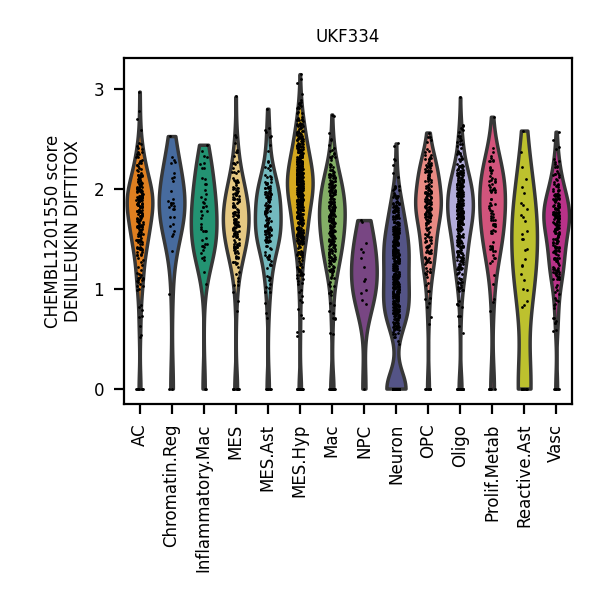 UKF334
CHEMBL1201550 score
DENILEUKIN DIFTITOX
3
2
1
0
AC
Chromatin.Reg
Inflammatory.Mac
MES
MES.Ast
MES.Hyp
Mac
NPC
Neuron
OPC
Oligo
Prolif.Metab
Reactive.Ast
Vasc